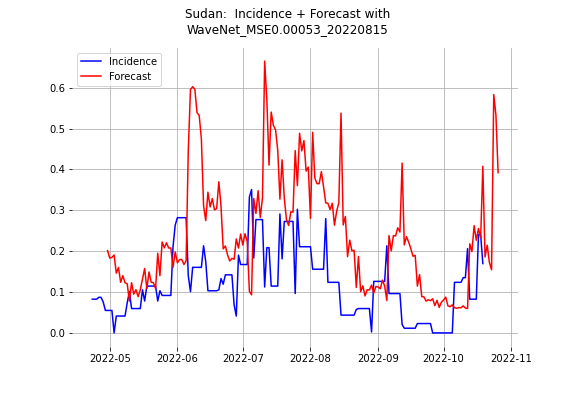 Sudan:  Incidence + Forecast with
WaveNet_MSE0.00053_20220815
Incidence
Forecast
0.6
0.5
0.4
0.3
0.2
0.1
0.0
2022-05 2022-06 2022-07 2022-08 2022-09 2022-10 2022-11